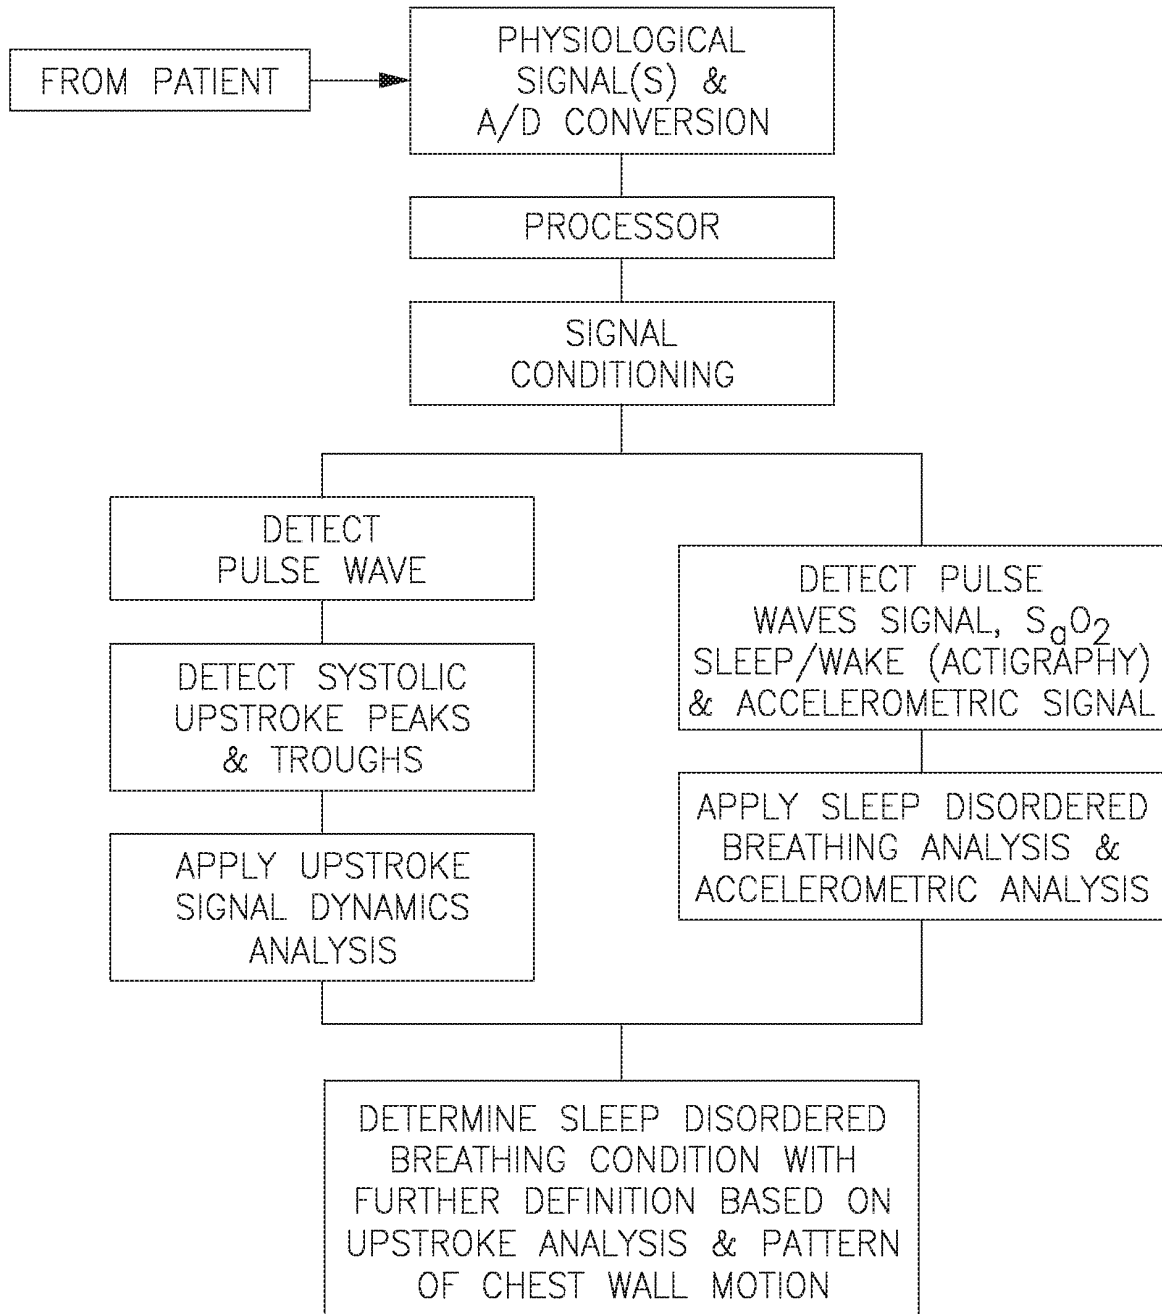 FROM PATIENT
PHYSIOLOGICAL
SIGNAL(S) &
A/D CONVERSION
PROCESSOR
SIGNAL
CONDITIONING
DETECT
PULSE WAVE
DETECT SYSTOLIC
UPSTROKE PEAKS
& TROUGHS
APPLY UPSTROKE
SIGNAL DYNAMICS
ANALYSIS
DETECT PULSE
WAVES SIGNAL, SaO2
SLEEP/WAKE (ACTIGRAPHY)
& ACCELEROMETRIC SIGNAL
APPLY SLEEP DISORDERED
BREATHING ANALYSIS &
ACCELEROMETRIC ANALYSIS
DETERMINE SLEEP DISORDERED
BREATHING CONDITION WITH
FURTHER DEFINITION BASED ON
UPSTROKE ANALYSIS & PATTERN
OF CHEST WALL MOTION